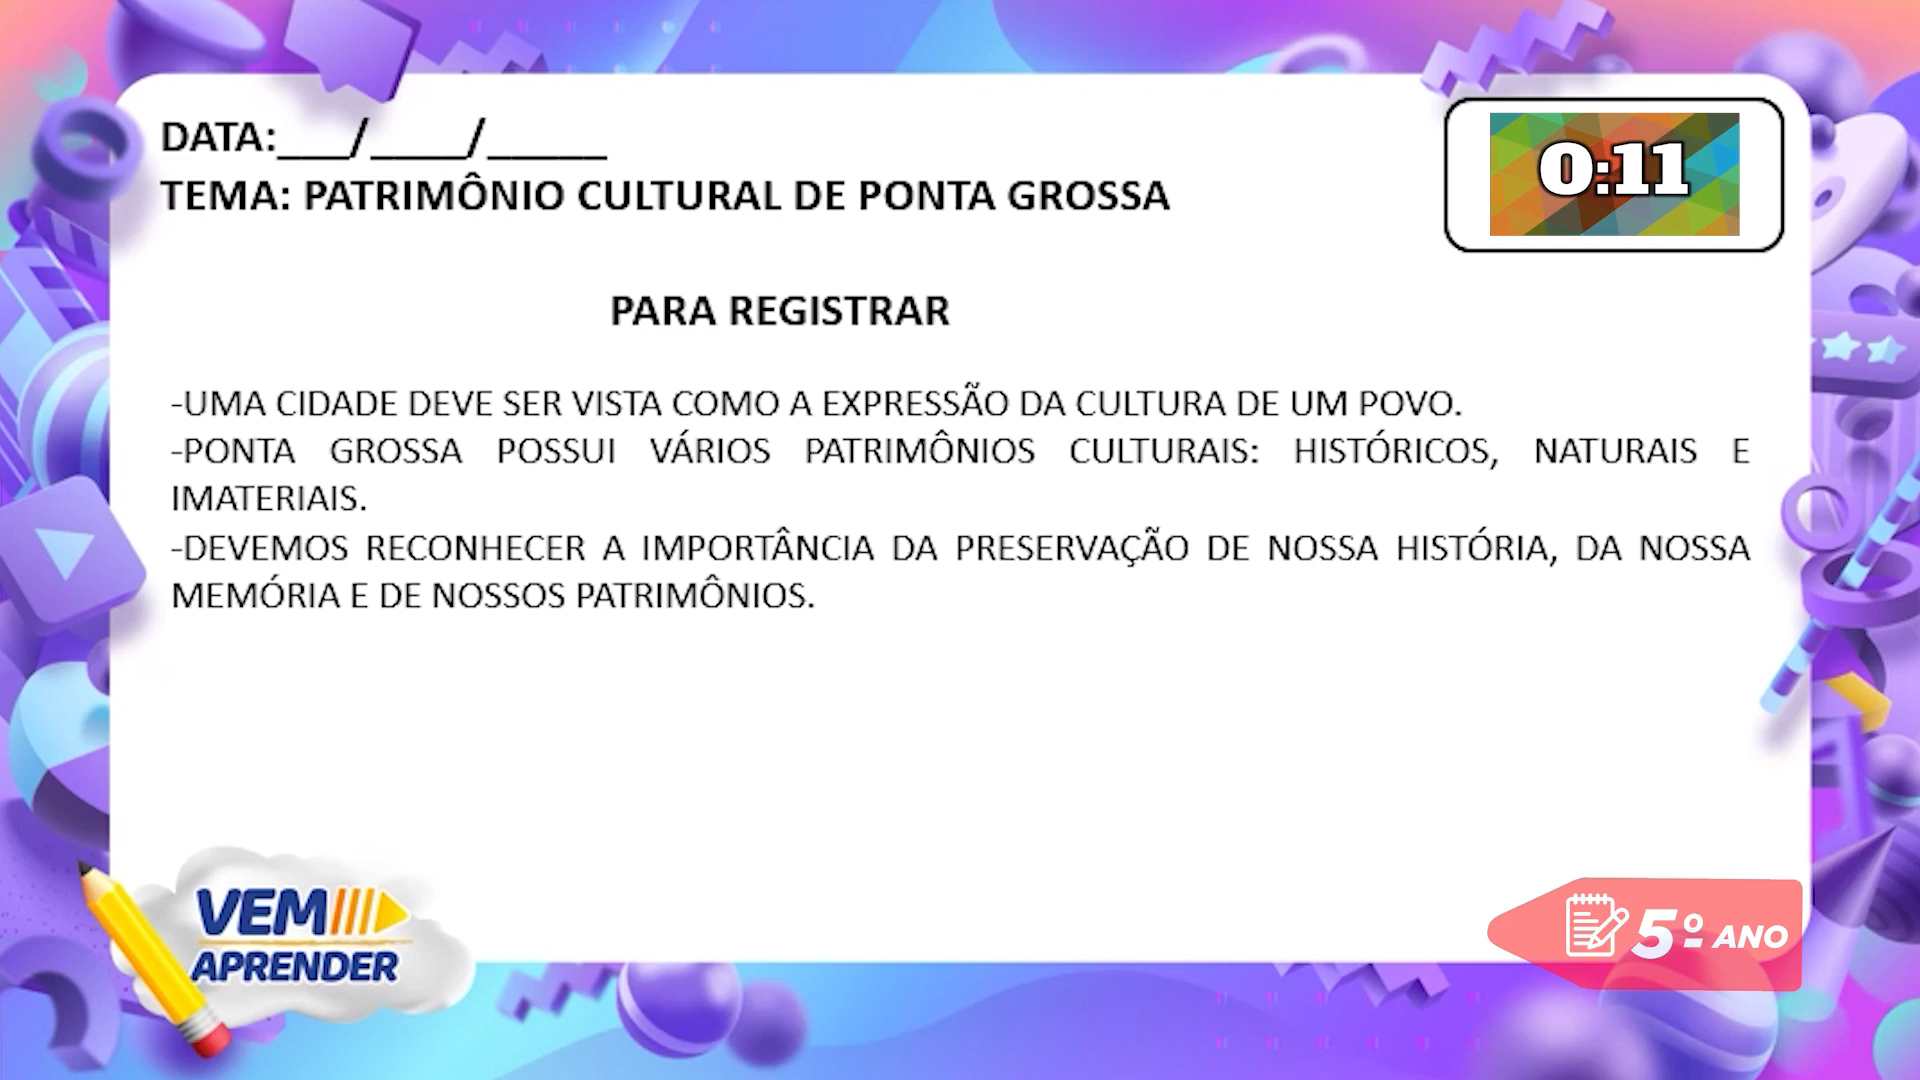 DATA:___/____/_____
TEMA: PATRIMÔNIO CULTURAL DE PONTA GROSSA
0:11
PARA REGISTRAR
-UMA CIDADE DEVE SER VISTA COMO A EXPRESSÃO DA CULTURA DE UM POVO.
-PONTA GROSSA POSSUI VÁRIOS PATRIMÔNIOS CULTURAIS: HISTÓRICOS, NATURAIS E
IMATERIAIS.
-DEVEMOS RECONHECER A IMPORTÂNCIA DA PRESERVAÇÃO DE NOSSA HISTÓRIA, DA NOSSA
MEMÓRIA E DE NOSSOS PATRIMÔNIOS.
VEM
APRENDER
5º ANO